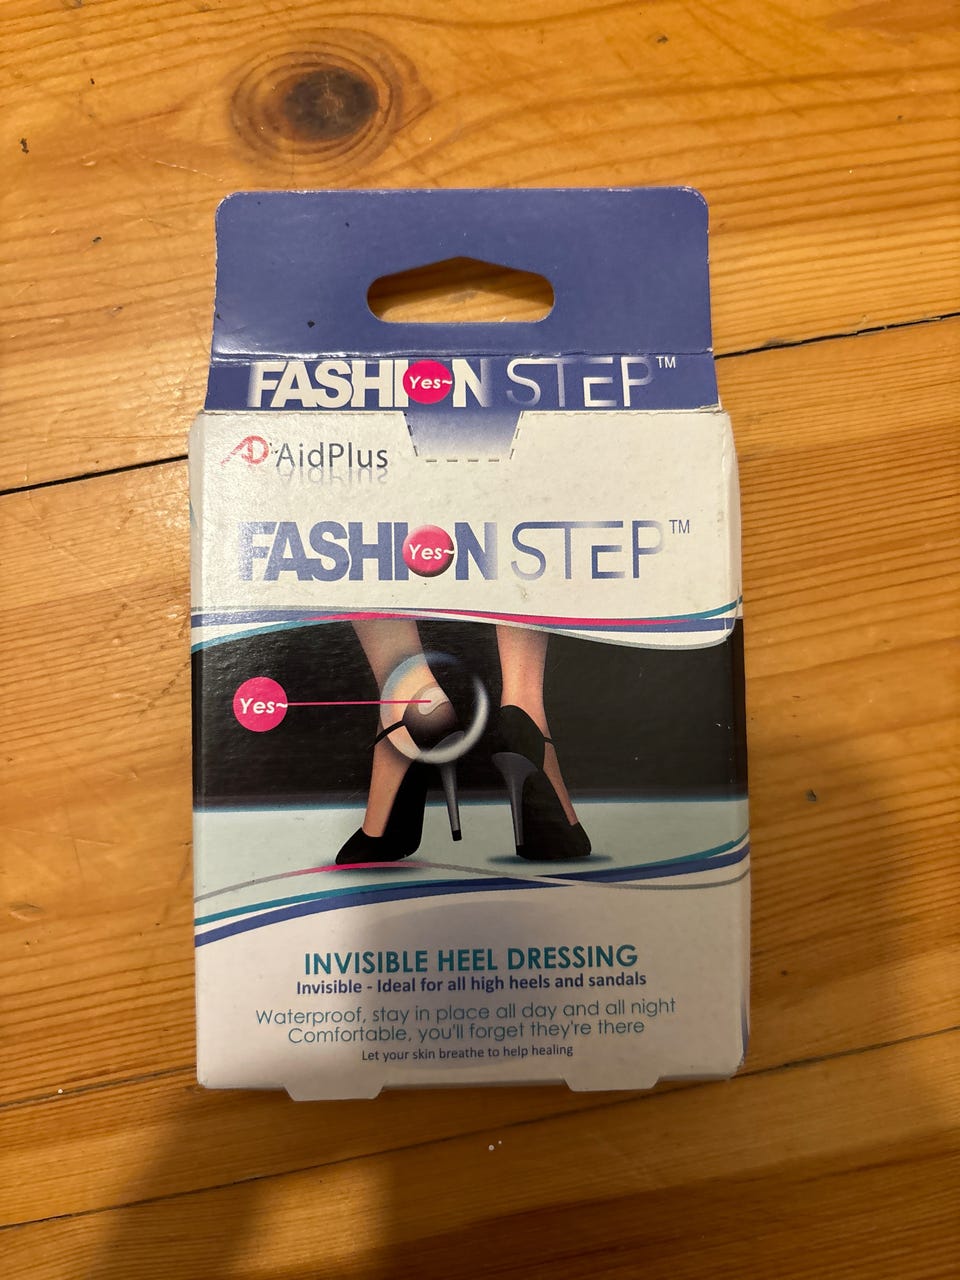 FASHION STEP™
Yes~
AidPlus
FASHION STEP™
Yes~
Yes~
INVISIBLE HEEL DRESSING
Invisible - Ideal for all high heels and sandals
Waterproof, stay in place all day and all night
Comfortable, you'll forget they're there
Let your skin breathe to help healing